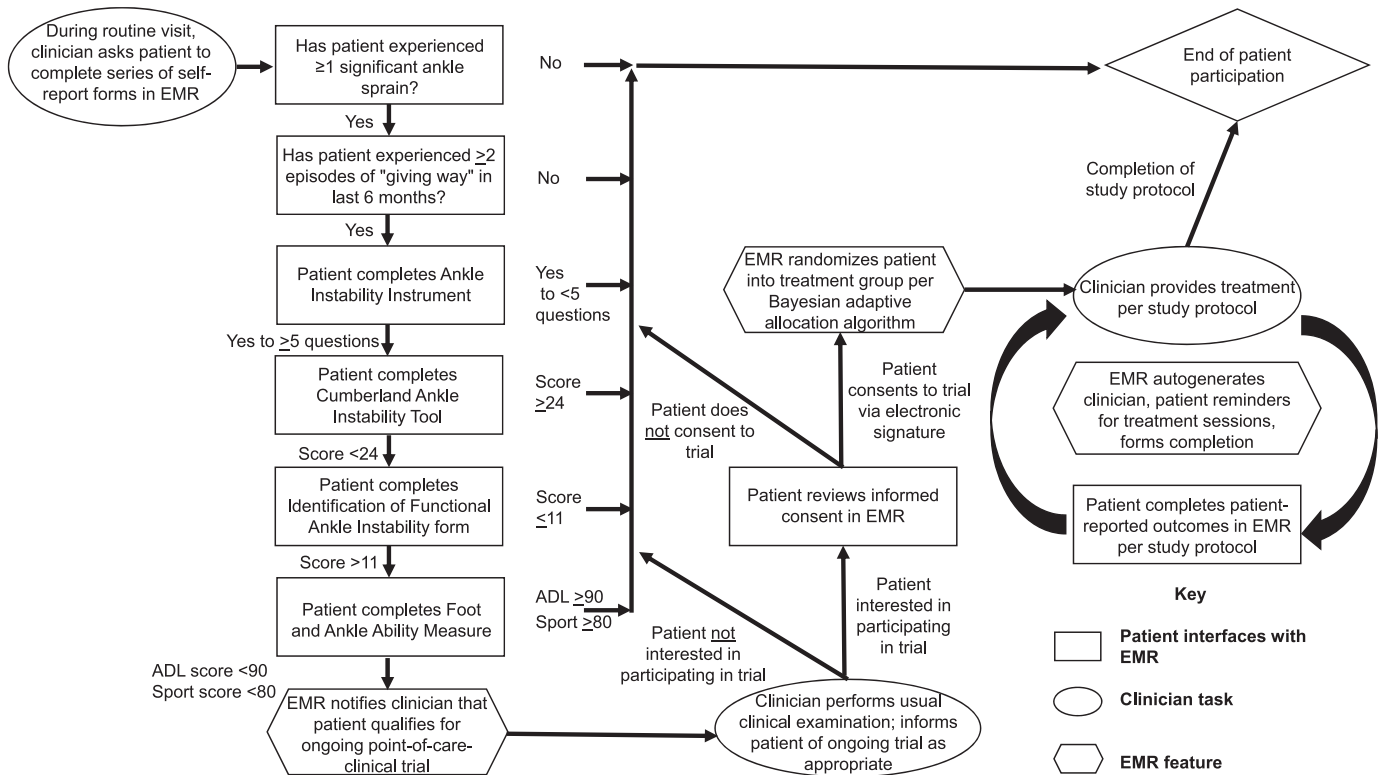 During routine visit,
clinician asks patient to
complete series of self-
report forms in EMR
Has patient experienced
≥1 significant ankle
sprain?
No
End of patient
participation
Yes
Has patient experienced ≥2
episodes of "giving way" in
last 6 months?
No
Completion of
study protocol
Yes
Patient completes Ankle
Instability Instrument
Yes
to <5
questions
EMR randomizes patient
into treatment group per
Bayesian adaptive
allocation algorithm
Clinician provides treatment
per study protocol
Yes to ≥5 questions
Patient completes
Cumberland Ankle
Instability Tool
Score
≥24
Patient does
not consent to
trial
Patient
consents to trial
via electronic
signature
EMR autogenerates
clinician, patient reminders
for treatment sessions,
forms completion
Score <24
Patient completes
Identification of Functional
Ankle Instability form
Score
≤11
Patient reviews informed
consent in EMR
Patient completes patient-
reported outcomes in EMR
per study protocol
Score >11
Patient completes Foot
and Ankle Ability Measure
ADL ≥90
Sport ≥80
Patient not
interested in
participating in trial
Patient
interested in
participating
in trial
ADL score <90
Sport score <80
EMR notifies clinician that
patient qualifies for
ongoing point-of-care-
clinical trial
Clinician performs usual
clinical examination; informs
patient of ongoing trial as
appropriate
Key
Patient interfaces with
EMR
Clinician task
EMR feature